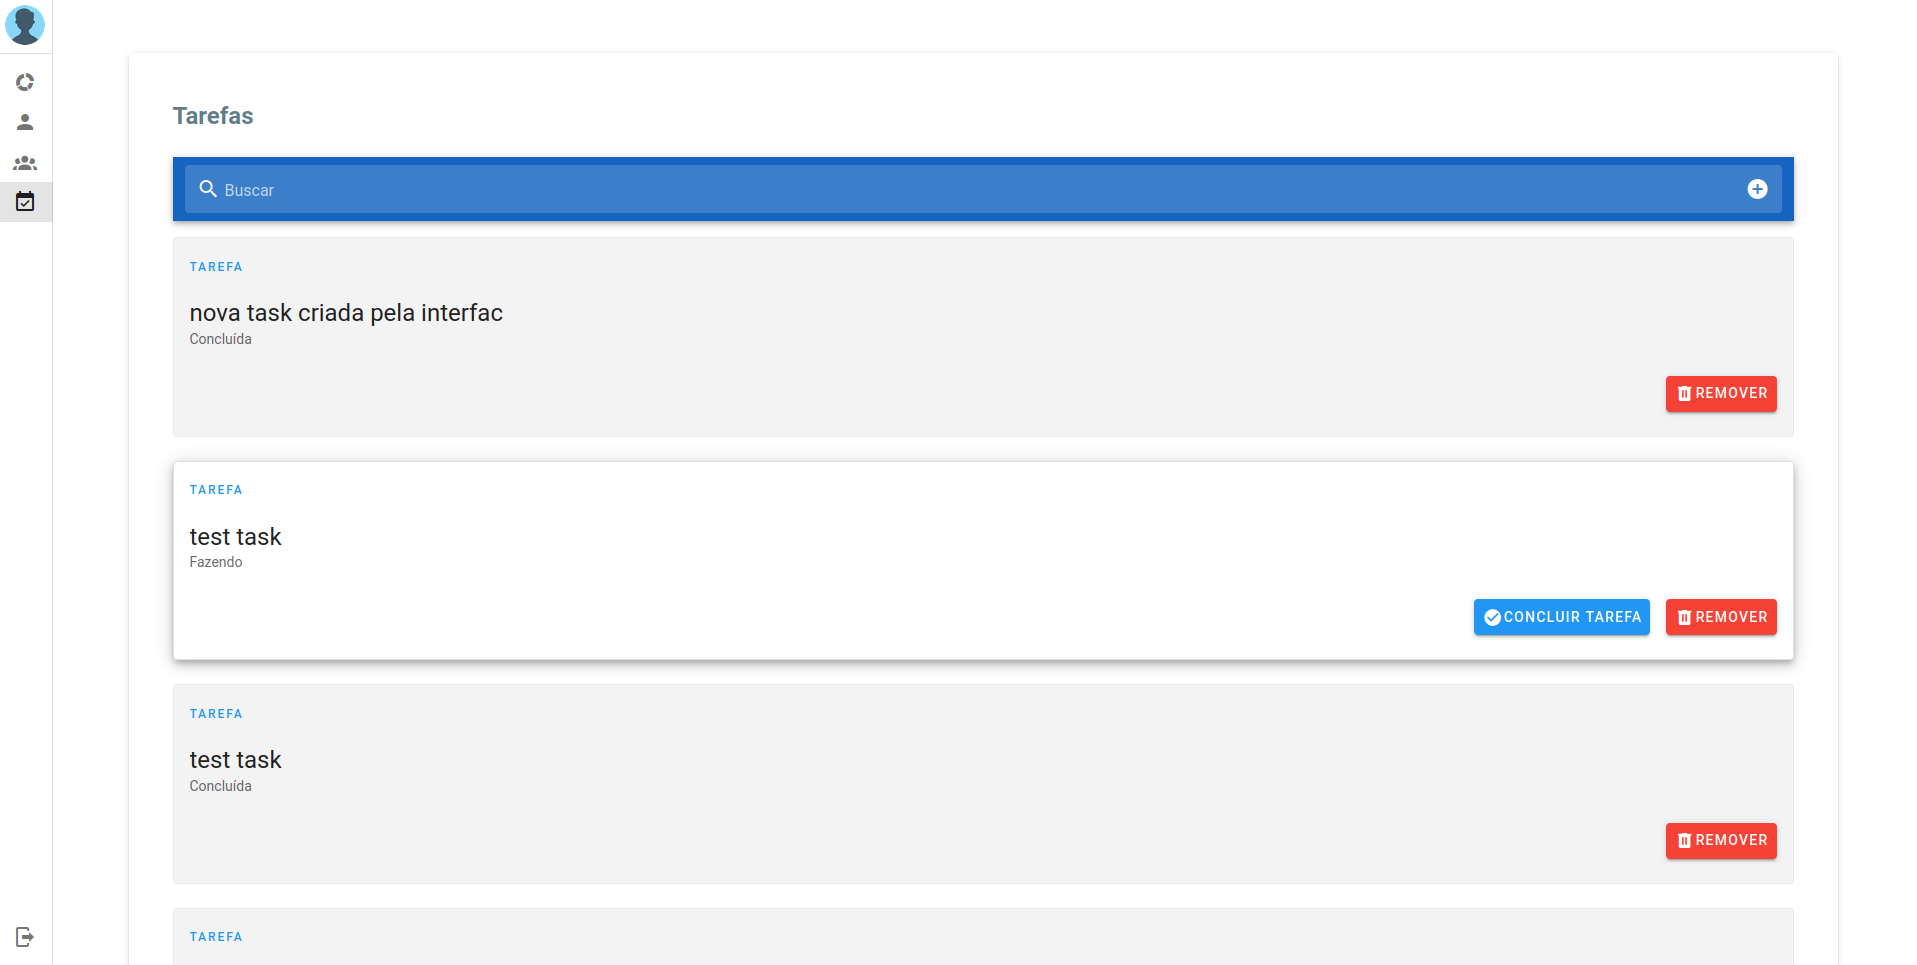 Tarefas
Buscar
TAREFA
nova task criada pela interfac
Concluída
REMOVER
TAREFA
test task
Fazendo
CONCLUIR TAREFA REMOVER
TAREFA
test task
Concluída
REMOVER
TAREFA